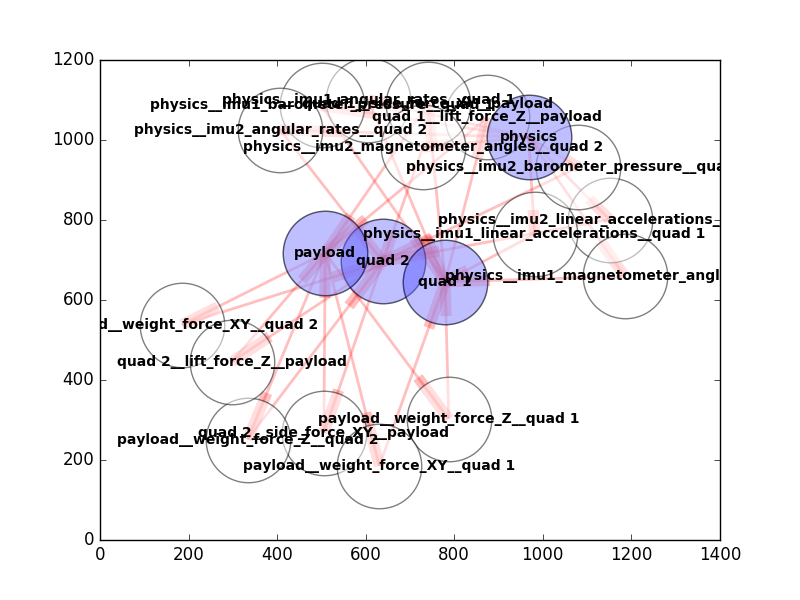 1200
physics__imu1_angular_rates__quad 1
physics__imu1_barometer_pressure__quad 1
payload
quad 1__lift_force_Z__payload
physics__imu2_angular_rates__quad 2
physics
1000
physics__imu2_magnetometer_angles__quad 2
physics__imu2_barometer_pressure__qua
800
physics__imu2_linear_accelerations_
physics__imu1_linear_accelerations__quad 1
payload
quad 2
quad 1
physics__imu1_magnetometer_angl
600
d__weight_force_XY__quad 2
quad 2__lift_force_Z__payload
400
payload__weight_force_Z__quad 1
quad 2__side_force_XY__payload
payload__weight_force_Z__quad 2
200
payload__weight_force_XY__quad 1
0
0 200 400 600 800 1000 1200 1400